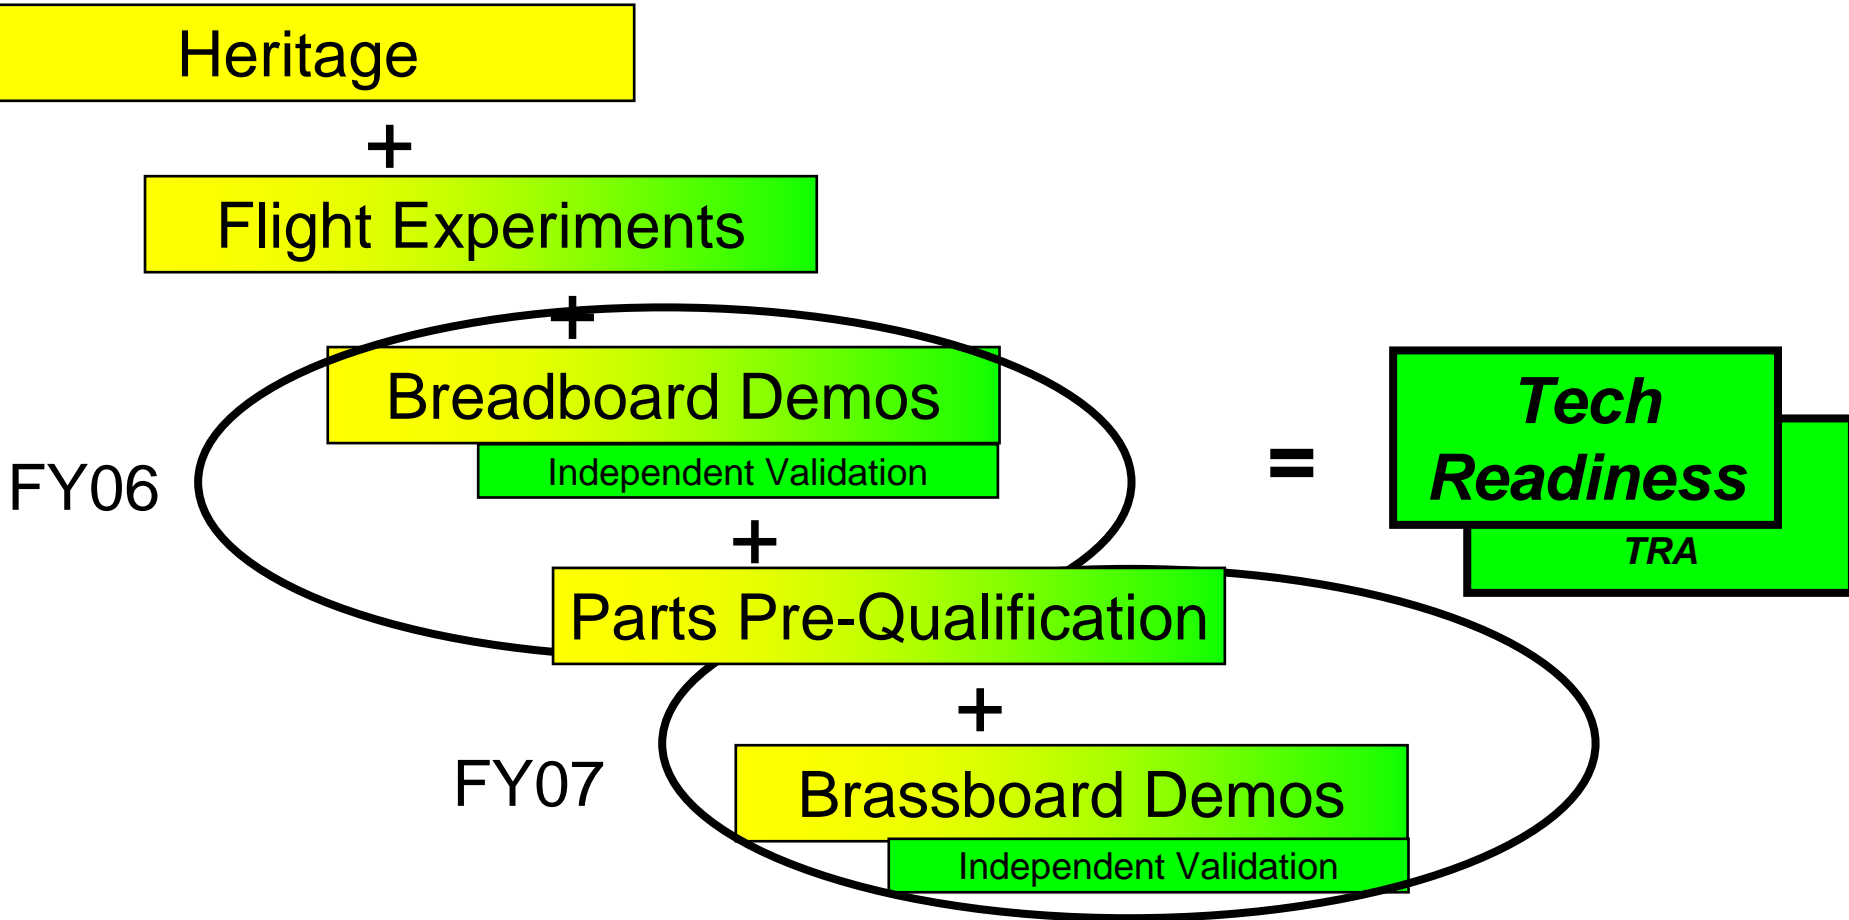 Heritage
+
Flight Experiments
+
Breadboard Demos
Independent Validation
FY06
+
=
Tech
Readiness
TRA
Parts Pre-Qualification
+
FY07
Brassboard Demos
Independent Validation